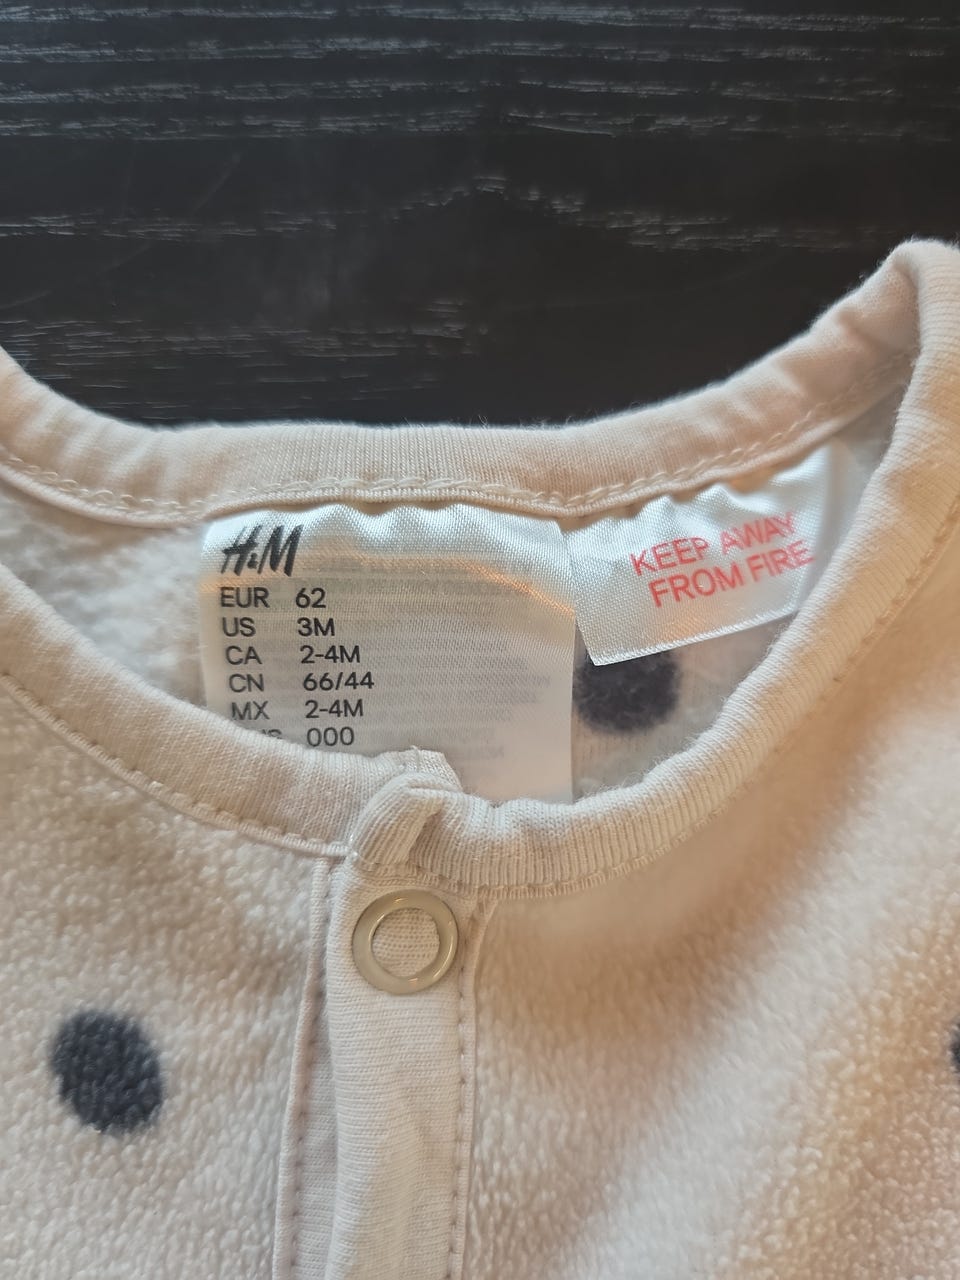 H&M
EUR 62
US 3M
CA 2-4M
CN 66/44
MX 2-4M
000
KEEP AWAY
FROM FIRE